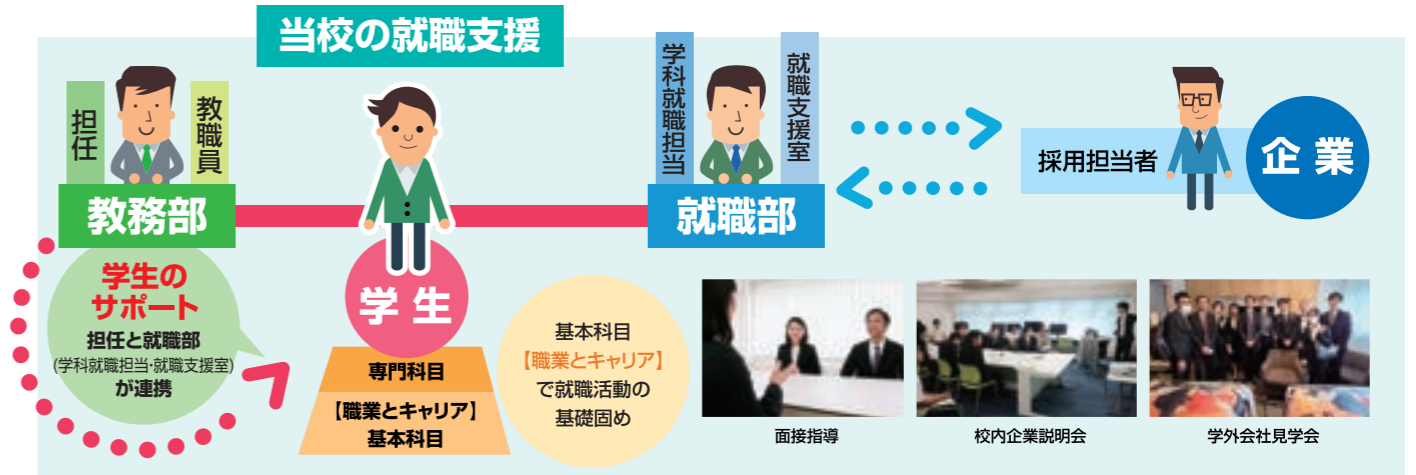 当校の就職支援
担任
教職員
教務部
学科就職担当
就職支援室
就職部
採用担当者
企業
学生の
サポート
担任と就職部
(学科就職担当・就職支援室)
が連携
学生
専門科目
【職業とキャリア】
基本科目
基本科目
【職業とキャリア】
で就職活動の
基礎固め
面接指導
校内企業説明会
学外会社見学会